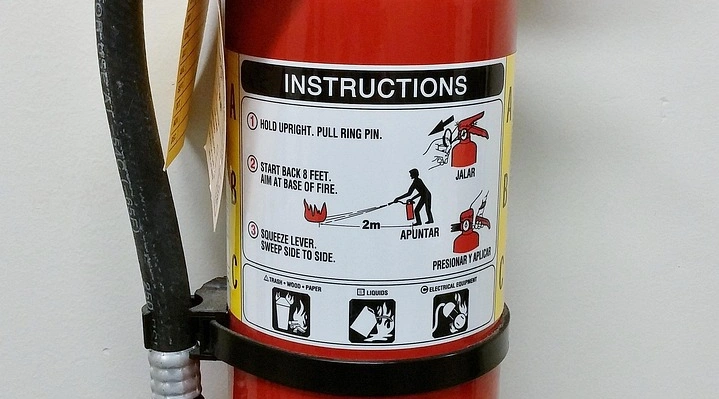 INSTRUCTIONS
1 HOLD UPRIGHT. PULL RING PIN.
JALAR
2 START BACK 8 FEET.
AIM AT BASE OF FIRE.
2m
APUNTAR
3 SQUEEZE LEVER.
SWEEP SIDE TO SIDE.
PRESIONAR Y APLICAR
A TRASH • WOOD • PAPER
B LIQUIDS
C ELECTRICAL EQUIPMENT
A
B
C
A
B
C